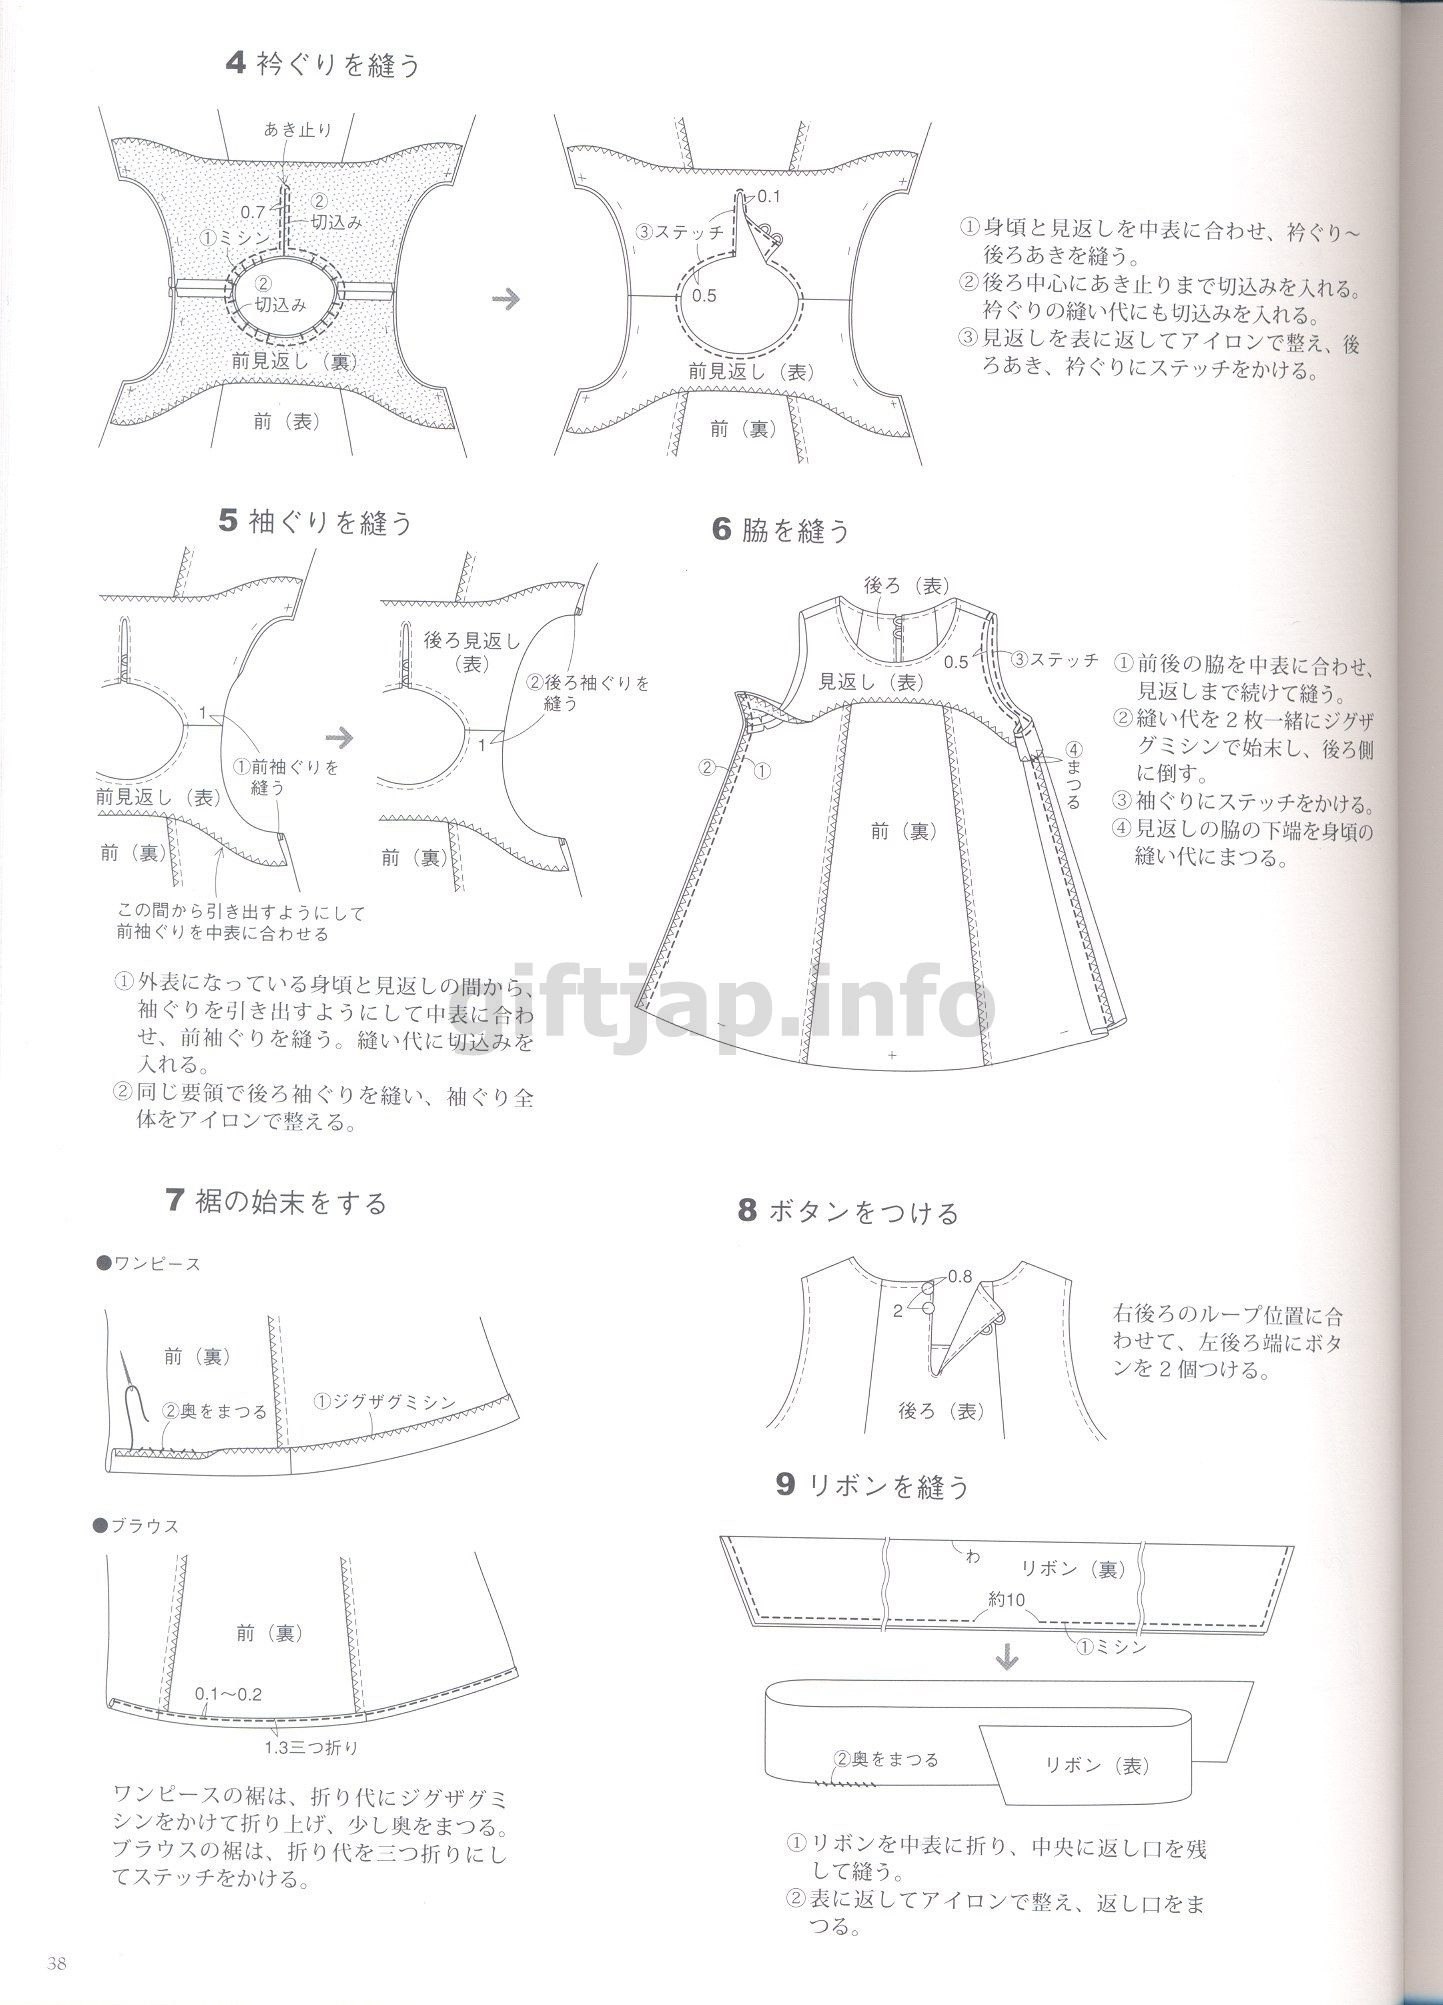 4 衿ぐりを縫う
あき止り
0.7
②
切込み
①ミシン
②
切込み
前見返し（裏）
前（表）
0.1
③ステッチ
0.5
前見返し（表）
前（裏）
①身頃と見返しを中表に合わせ、衿ぐり〜
後ろあきを縫う。
②後ろ中心にあき止りまで切込みを入れる。
衿ぐりの縫い代にも切込みを入れる。
③見返しを表に返してアイロンで整え、後
ろあき、衿ぐりにステッチをかける。
5 袖ぐりを縫う
1
①前袖ぐりを
縫う
前見返し（表）
前（裏）
この間から引き出すようにして
前袖ぐりを中表に合わせる
後ろ見返し
（表）
②後ろ袖ぐりを
縫う
1
前（裏）
①外表になっている身頃と見返しの間から、
袖ぐりを引き出すようにして中表に合わ
せ、前袖ぐりを縫う。縫い代に切込みを
入れる。
②同じ要領で後ろ袖ぐりを縫い、袖ぐり全
体をアイロンで整える。
6 脇を縫う
後ろ（表）
0.5
③ステッチ
見返し（表）
②
①
④まつる
前（裏）
①前後の脇を中表に合わせ、
見返しまで続けて縫う。
②縫い代を2枚一緒にジグザ
グミシンで始末し、後ろ側
に倒す。
③袖ぐりにステッチをかける。
④見返しの脇の下端を身頃の
縫い代にまつる。
giftjap.info
7 裾の始末をする
●ワンピース
前（裏）
②奥をまつる
①ジグザグミシン
●ブラウス
前（裏）
0.1〜0.2
1.3三つ折り
ワンピースの裾は、折り代にジグザグミ
シンをかけて折り上げ、少し奥をまつる。
ブラウスの裾は、折り代を三つ折りにし
てステッチをかける。
8 ボタンをつける
0.8
2
後ろ（表）
右後ろのループ位置に合
わせて、左後ろ端にボタ
ンを2個つける。
9 リボンを縫う
わ
リボン（裏）
約10
①ミシン
②奥をまつる
リボン（表）
①リボンを中表に折り、中央に返し口を残
して縫う。
②表に返してアイロンで整え、返し口をま
つる。
38